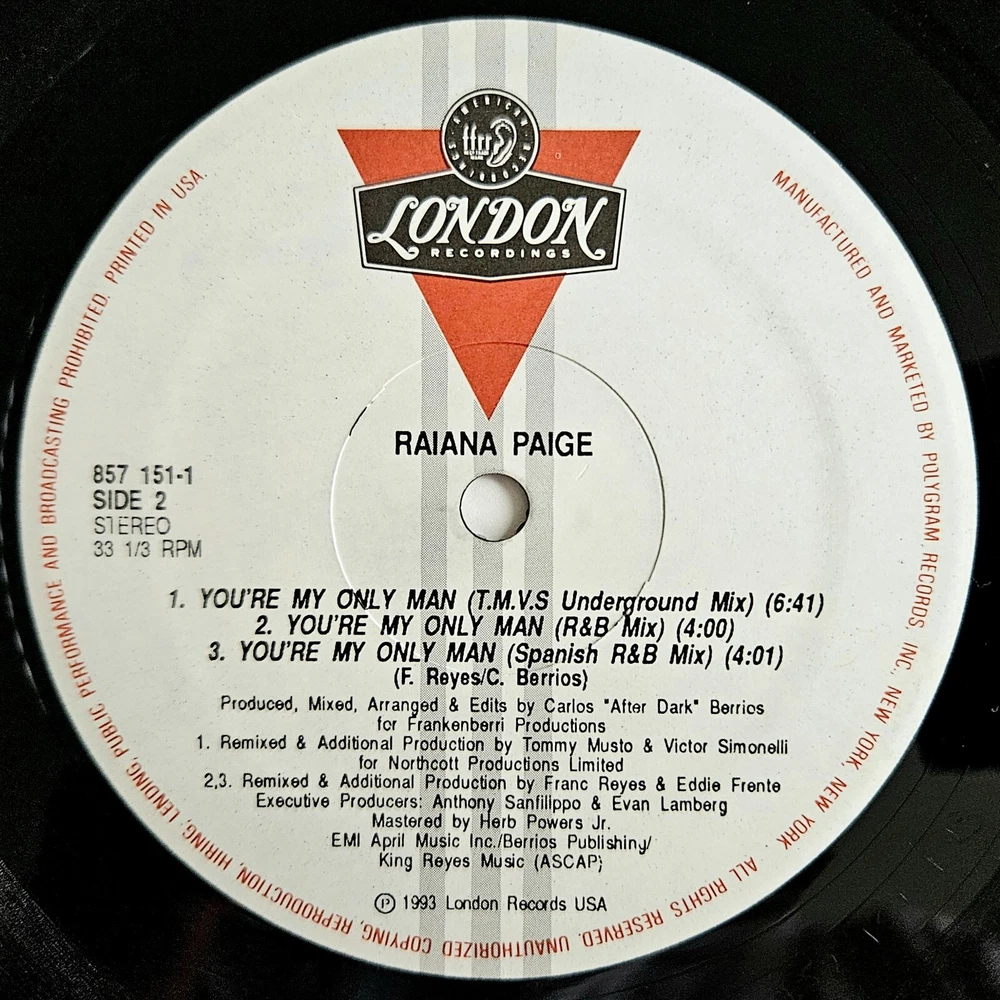 AMERICAN RECORDINGS
ffrr
LONDON
RECORDINGS
MANUFACTURED AND MARKETED BY POLYGRAM RECORDS, INC. NEW YORK, NEW YORK ALL RIGHTS RESERVED. UNAUTHORIZED COPYING, REPRODUCTION, HIRING, LENDING, PUBLIC PERFORMANCE AND BROADCASTING PROHIBITED. PRINTED IN USA
RAIANA PAIGE
857 151-1
SIDE 2
STEREO
33 1/3 RPM
1. YOU'RE MY ONLY MAN (T.M.V.S Underground Mix) (6:41)
2. YOU'RE MY ONLY MAN (R&B Mix) (4:00)
3. YOU'RE MY ONLY MAN (Spanish R&B Mix) (4:01)
(F. Reyes/C. Berrios)
Produced, Mixed, Arranged & Edits by Carlos "After Dark" Berrios
for Frankenberri Productions
1. Remixed & Additional Production by Tommy Musto & Victor Simonelli
for Northcott Productions Limited
2,3. Remixed & Additional Production by Franc Reyes & Eddie Frente
Executive Producers: Anthony Sanfilippo & Evan Lamberg
Mastered by Herb Powers Jr.
EMI April Music Inc./Berrios Publishing/
King Reyes Music (ASCAP)
℗ 1993 London Records USA